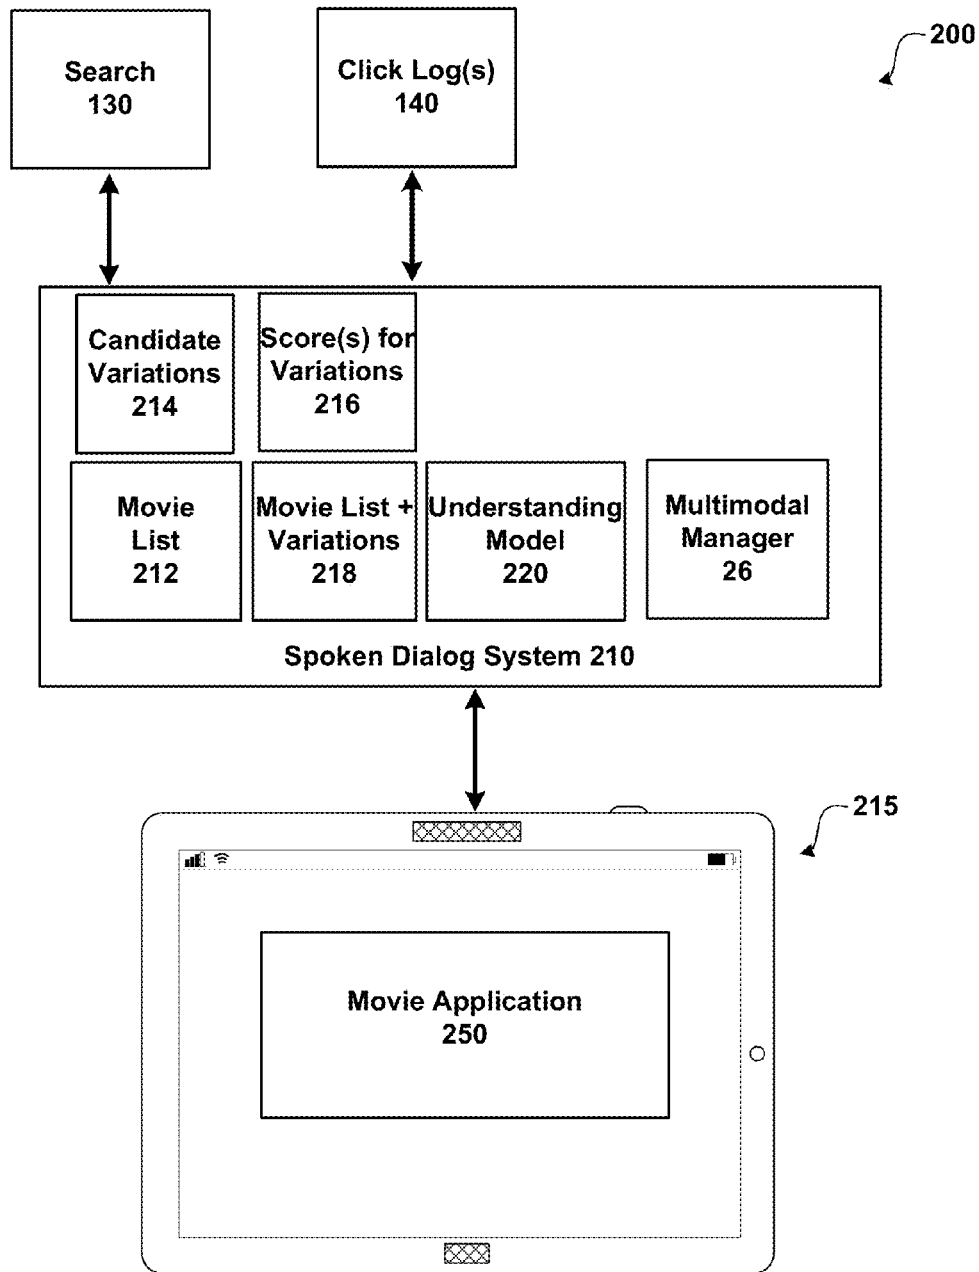 200
Search
130
Click Log(s)
140
Candidate
Variations
214
Score(s) for
Variations
216
Movie
List
212
Movie List +
Variations
218
Understanding
Model
220
Multimodal
Manager
26
Spoken Dialog System 210
215
Movie Application
250